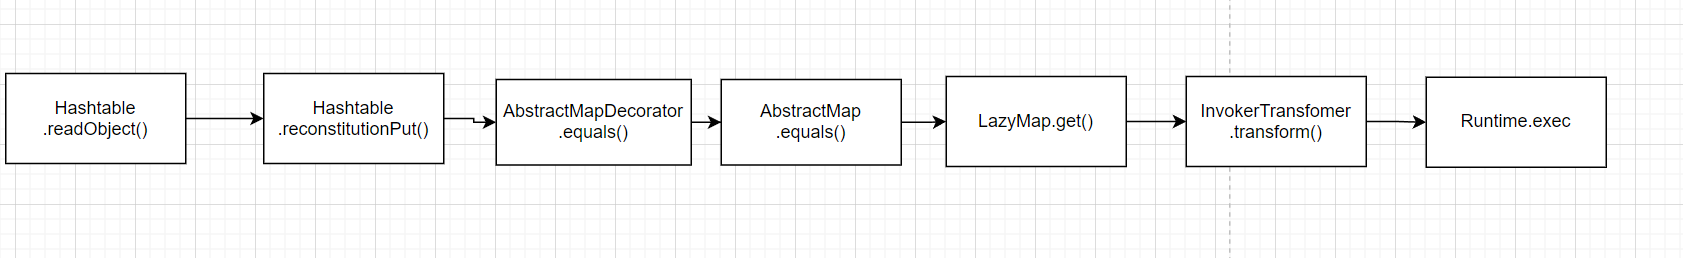 Hashtable
.readObject()
Hashtable
.reconstitutionPut()
AbstractMapDecorator
.equals()
AbstractMap
.equals()
LazyMap.get()
InvokerTransfomer
.transform()
Runtime.exec